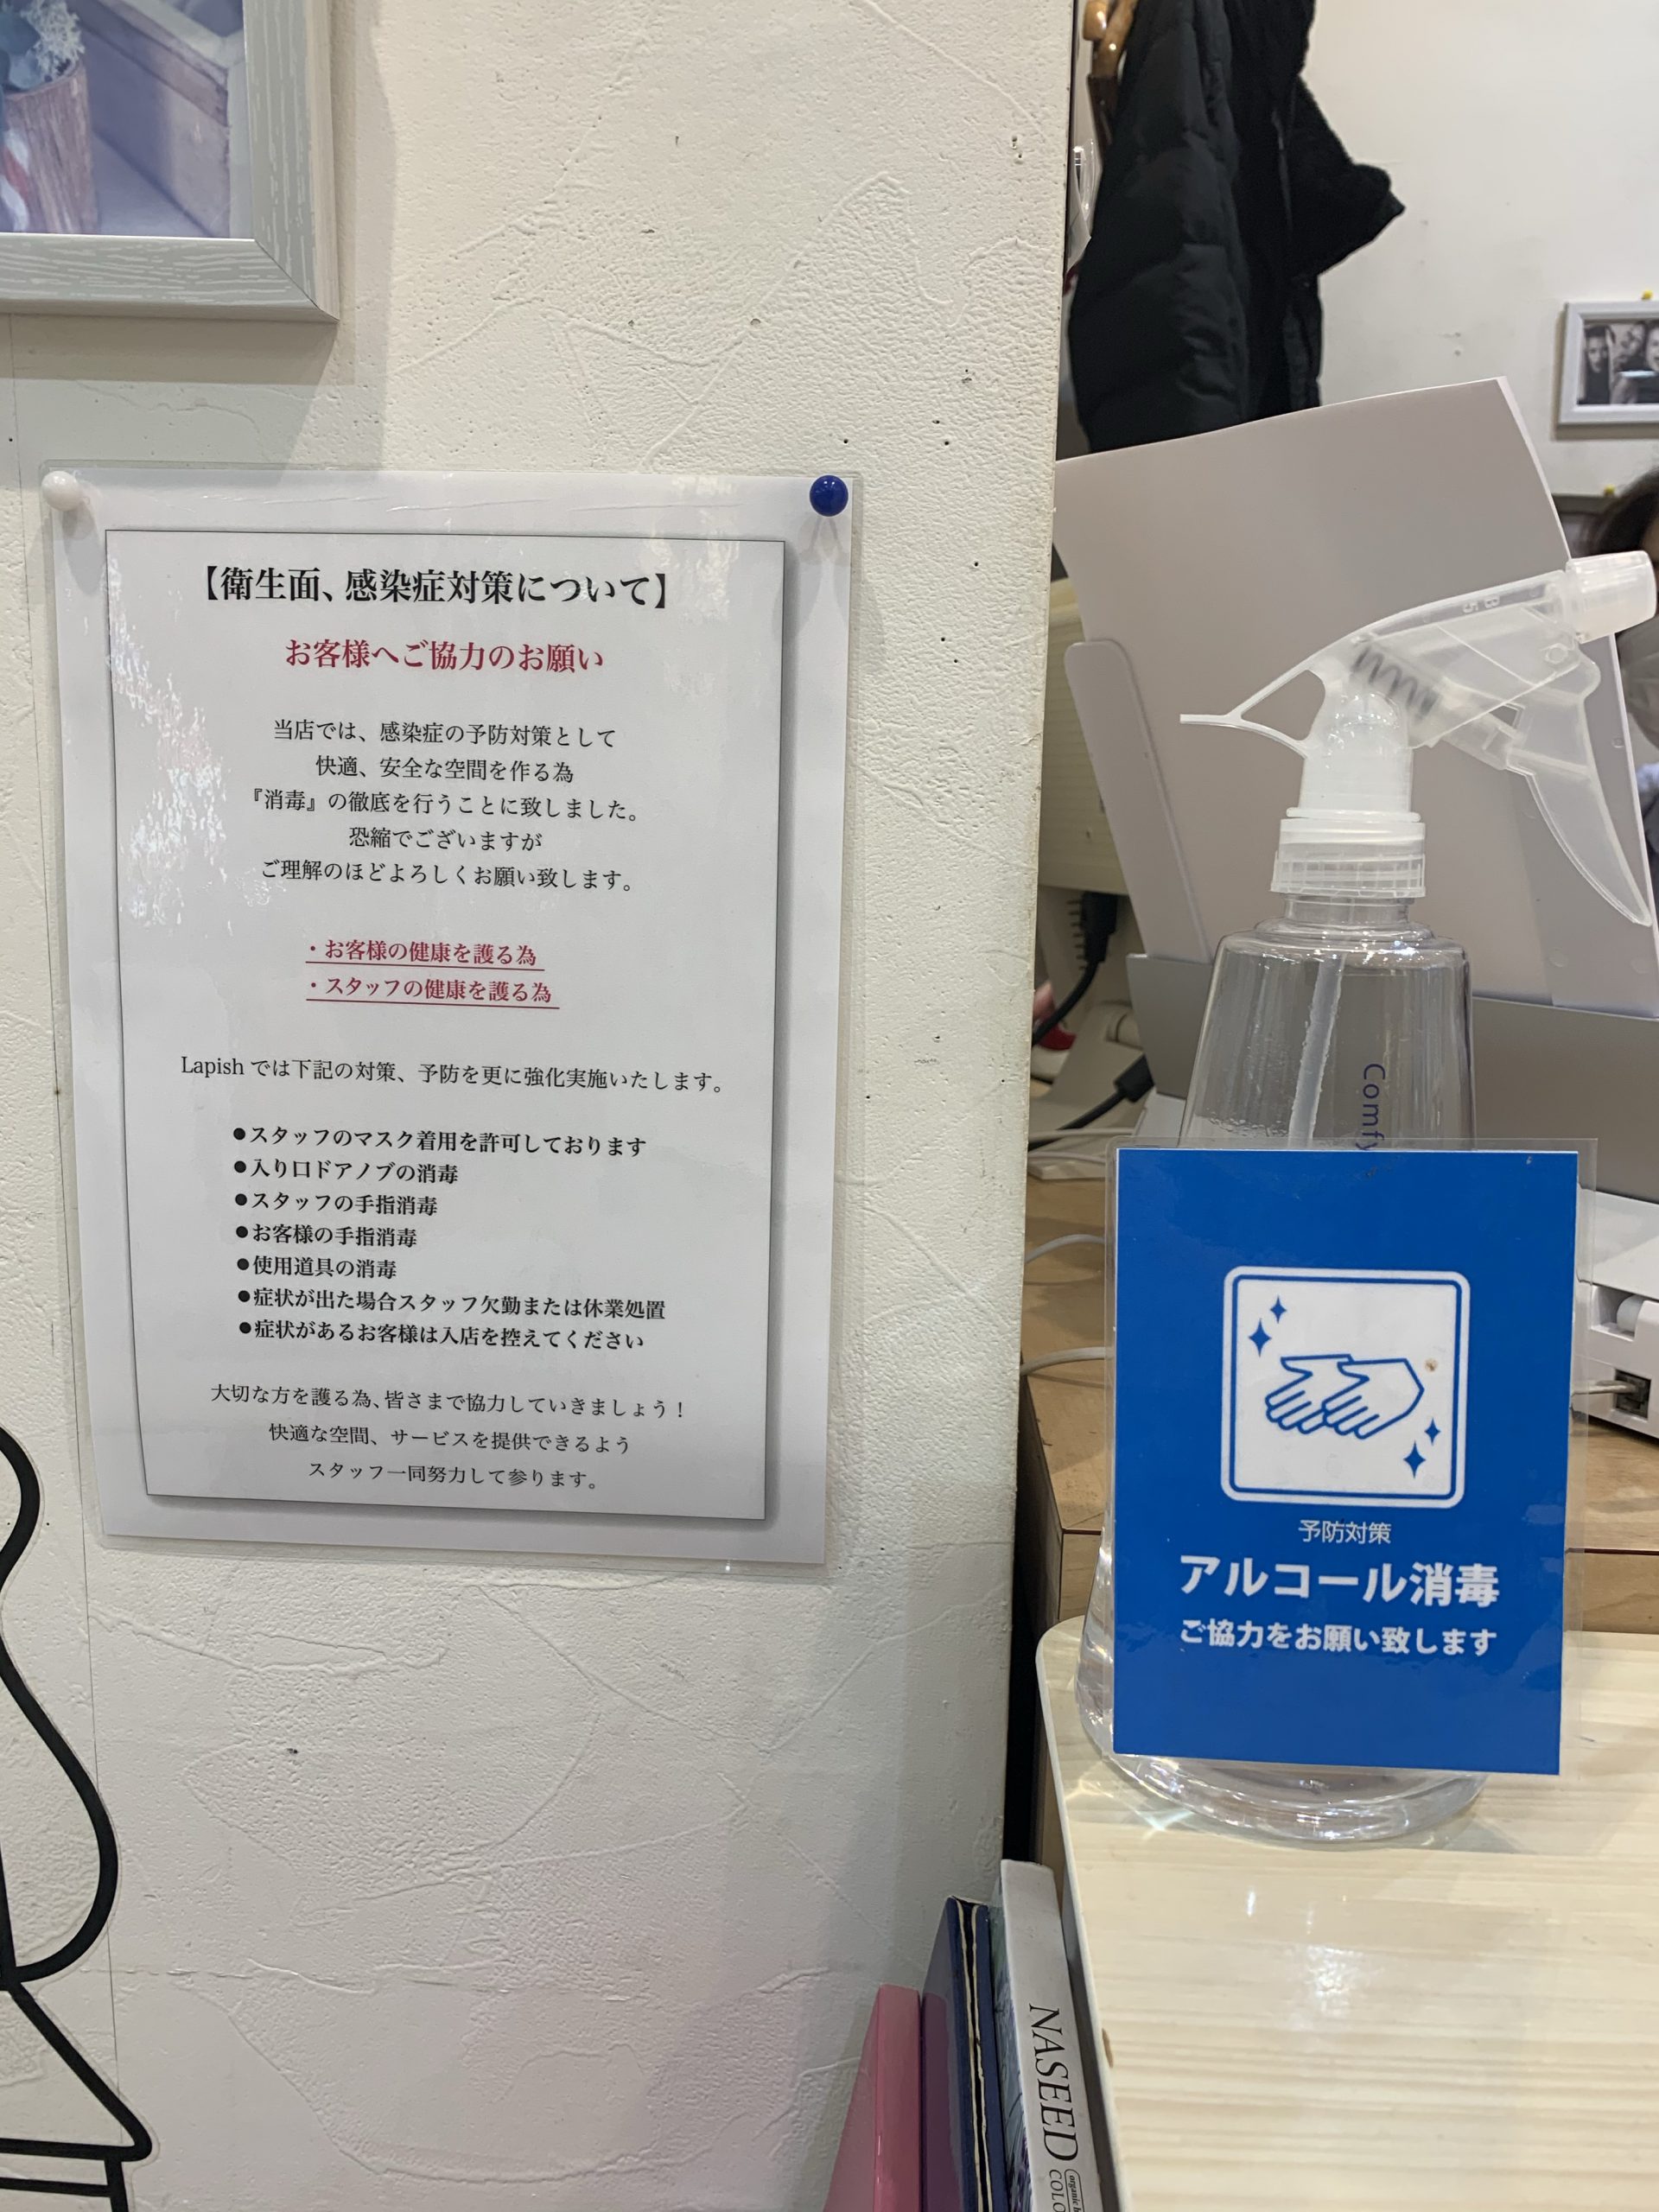 【衛生面、感染症対策について】
お客様へご協力のお願い
当店では、感染症の予防対策として
快適、安全な空間を作る為
『消毒』の徹底を行うことに致しました。
恐縮でございますが
ご理解のほどよろしくお願い致します。
・お客様の健康を護る為
・スタッフの健康を護る為
Lapish では下記の対策、予防を更に強化実施いたします。
●スタッフのマスク着用を許可しております
●入り口ドアノブの消毒
●スタッフの手指消毒
●お客様の手指消毒
●使用道具の消毒
●症状が出た場合スタッフ欠勤または休業処置
●症状があるお客様は入店を控えてください
大切な方を護る為、皆さまで協力していきましょう！
快適な空間、サービスを提供できるよう
スタッフ一同努力して参ります。
Comfy
予防対策
アルコール消毒
ご協力をお願い致します
NASEED
organic
COLO